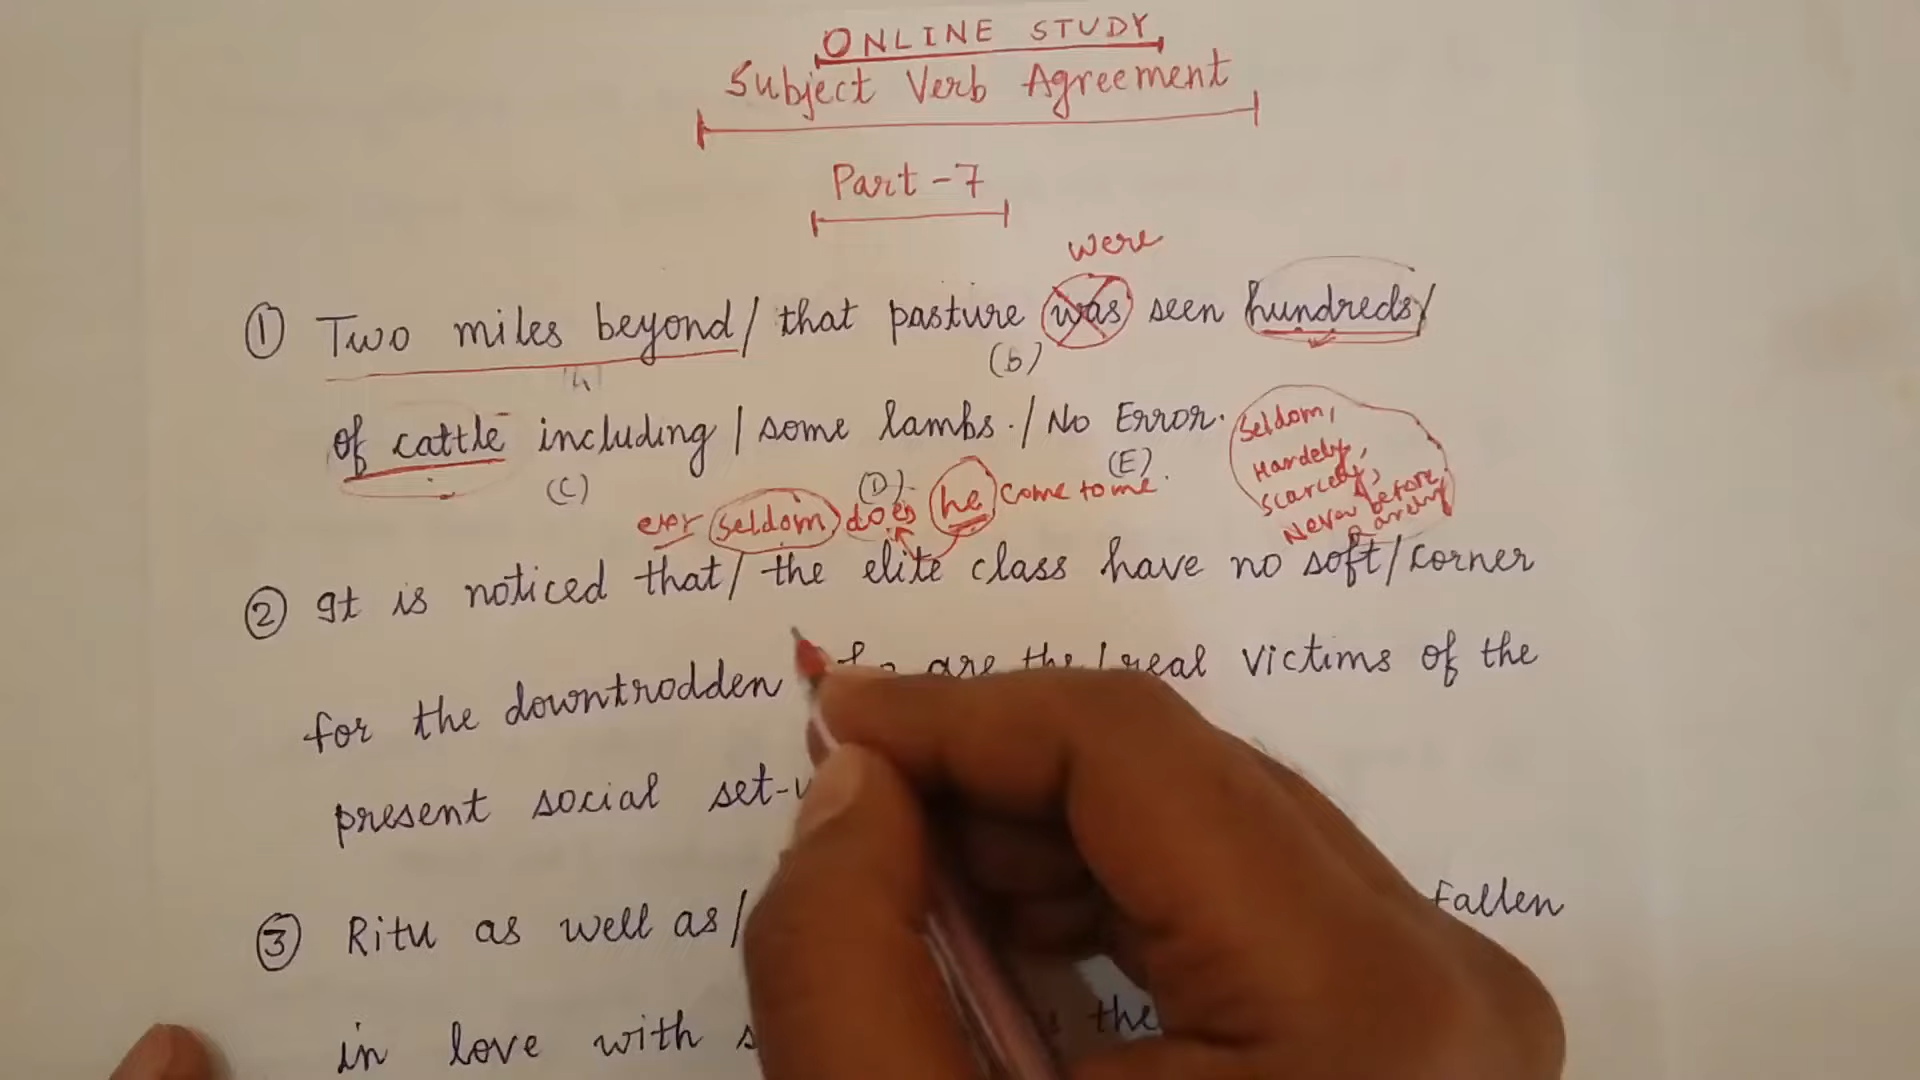 ONLINE STUDY
Subject Verb Agreement
Part - 7
were
① Two miles beyond / that pasture was seen hundreds /
(b)
of cattle including / some lambs. / No Error.
(C) (D) (E)
Seldom,
Hardely,
Scarcely,
Never before
exr seldom does he come to me.
② It is noticed that / the elite class have no soft / corner
for the downtrodden are the / real victims of the
present social set-
③ Ritu as well as / Fallen
in love with the